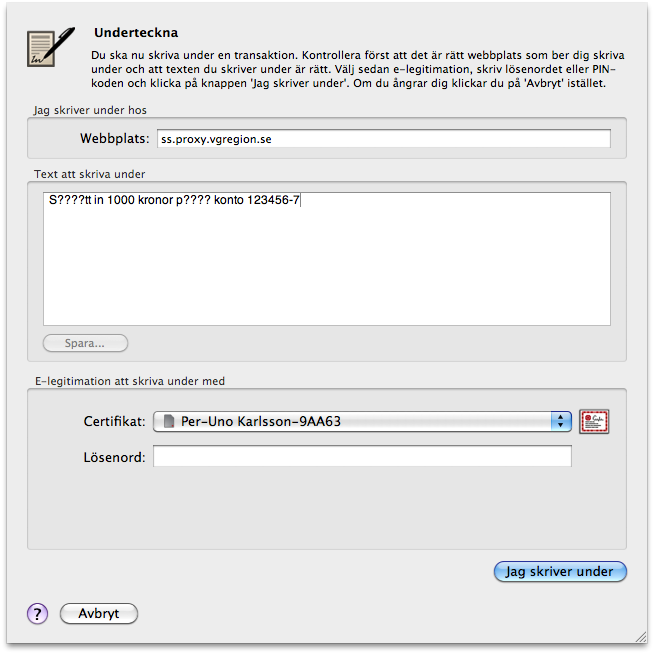 Underteckna
Du ska nu skriva under en transaktion. Kontrollera först att det är rätt webbplats som ber dig skriva
under och att texten du skriver under är rätt. Välj sedan e-legitimation, skriv lösenordet eller PIN-
koden och klicka på knappen 'Jag skriver under'. Om du ångrar dig klickar du på 'Avbryt' istället.
Jag skriver under hos
Webbplats: ss.proxy.vgregion.se
Text att skriva under
S????tt in 1000 kronor p???? konto 123456-7
Spara...
E-legitimation att skriva under med
Certifikat: Per-Uno Karlsson-9AA63
Lösenord:
Jag skriver under
? Avbryt